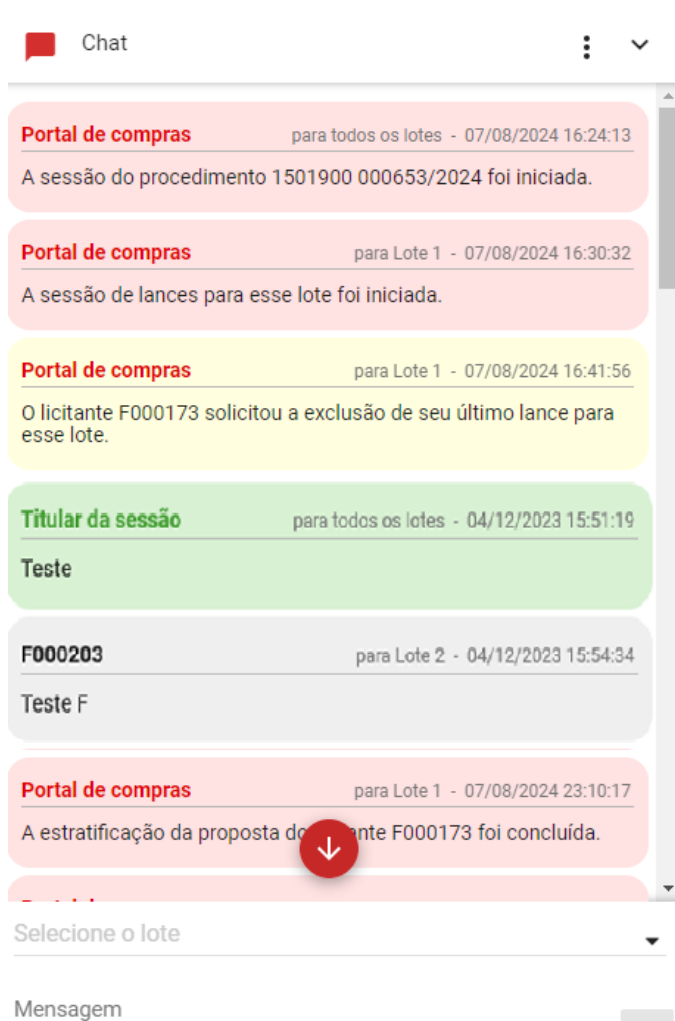 Chat
Portal de compras para todos os lotes - 07/08/2024 16:24:13
A sessão do procedimento 1501900 000653/2024 foi iniciada.
Portal de compras para Lote 1 - 07/08/2024 16:30:32
A sessão de lances para esse lote foi iniciada.
Portal de compras para Lote 1 - 07/08/2024 16:41:56
O licitante F000173 solicitou a exclusão de seu último lance para
esse lote.
Titular da sessão para todos os lotes - 04/12/2023 15:51:19
Teste
F000203 para Lote 2 - 04/12/2023 15:54:34
Teste F
Portal de compras para Lote 1 - 07/08/2024 23:10:17
A estratificação da proposta F000173 foi concluída.
Selecione o lote
Mensagem